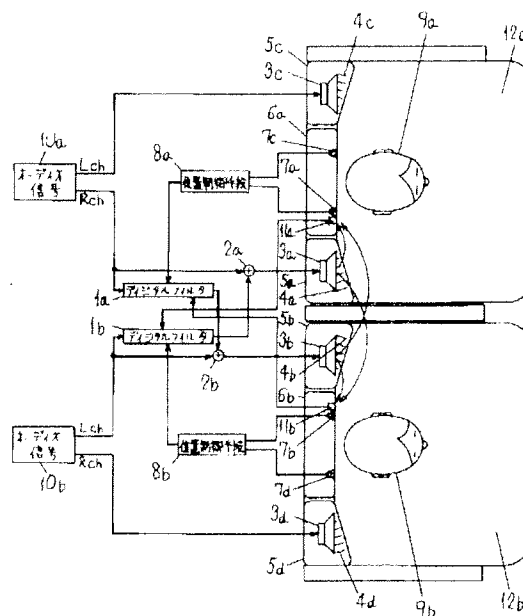 4c
9a
5c
12a
3c
6a
10a
Lch
8a
7c
オーディオ
信号
位置制御手段
7a
Rch
2a
11a
3a
1a
ディジタルフィルタ
5a
4a
1b
ディジタルフィルタ
5b
3b
4b
2b
6b
Lch
オーディオ
信号
位置制御手段
11b
7b
Rch
10b
8b
7d
3d
5d
4d
9b
12b